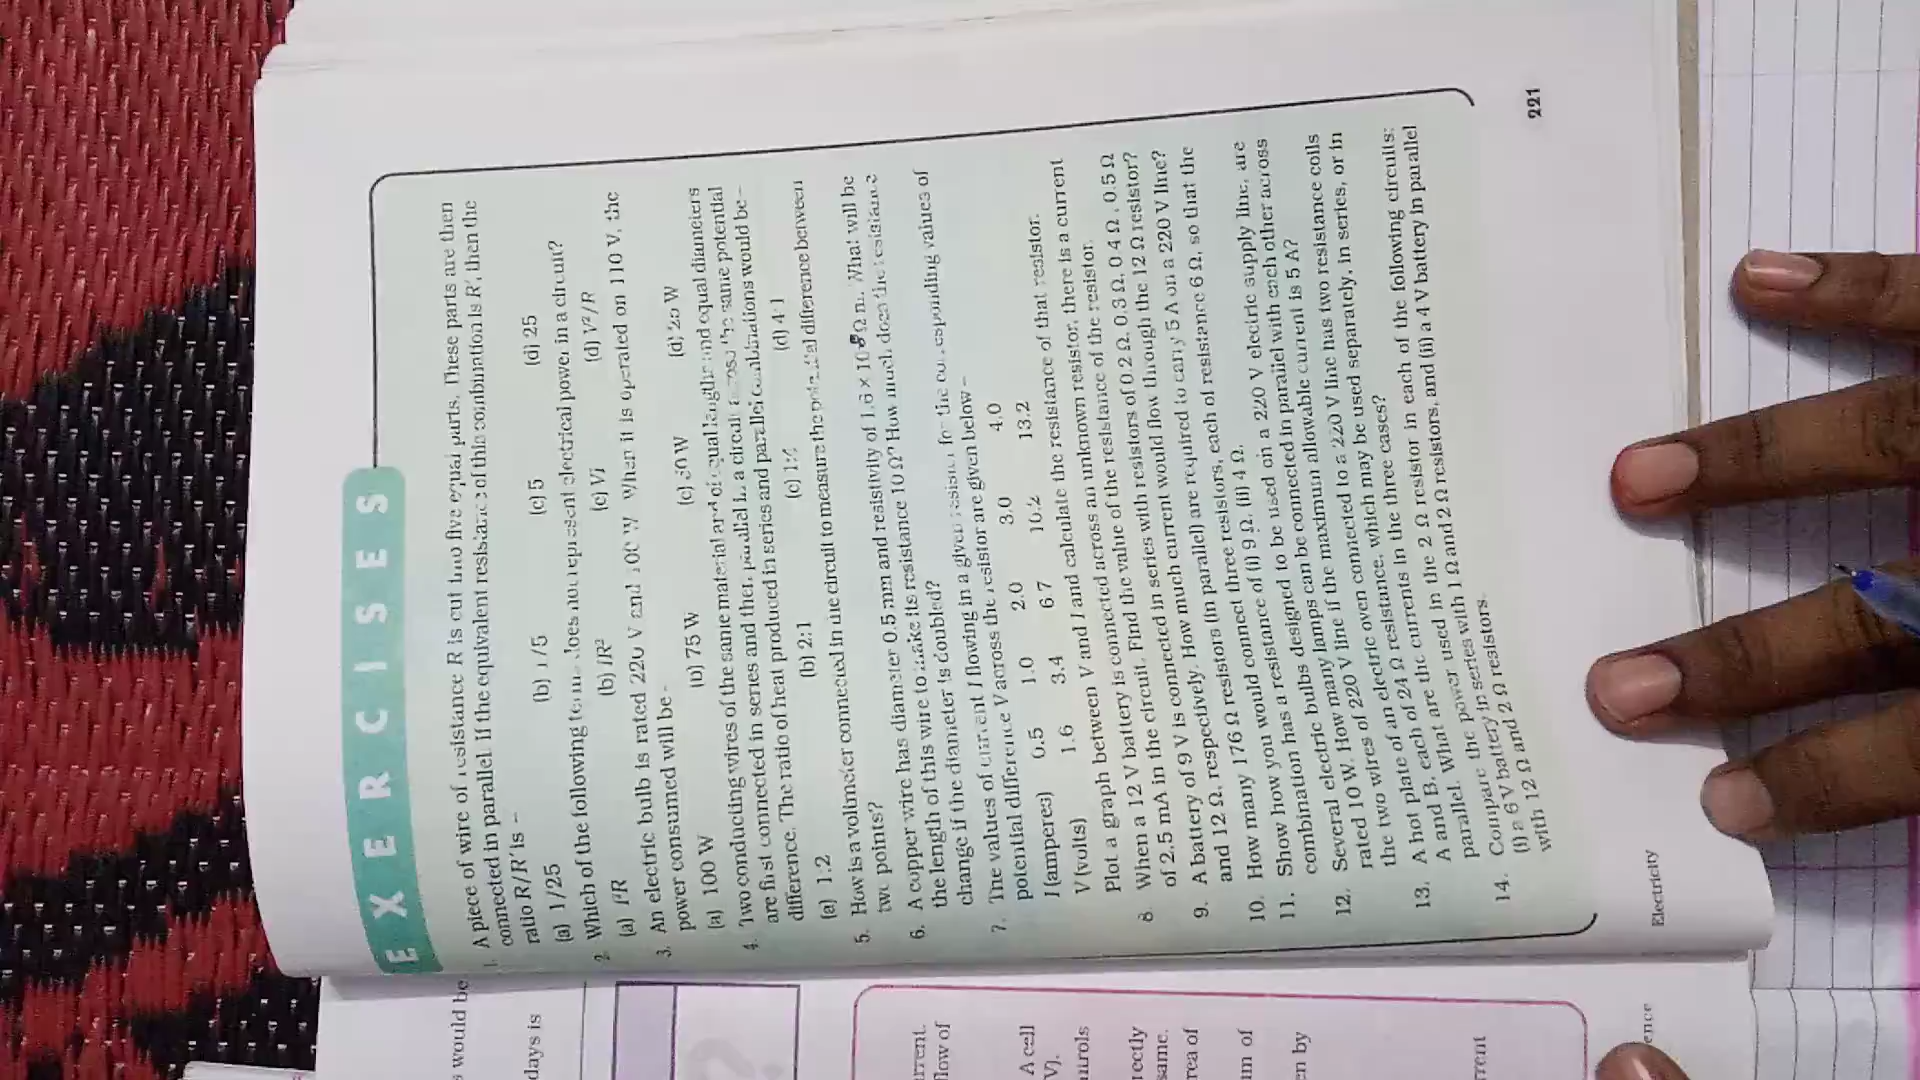 EXERCISES
1. A piece of wire of resistance R is cut into five equal parts. These parts are then
connected in parallel. If the equivalent resistance of this combination is R′, then the
ratio R/R′ is –
(a) 1/25 (b) 1/5 (c) 5 (d) 25
2. Which of the following terms does not represent electrical power in a circuit?
(a) I²R (b) IR² (c) VI (d) V²/R
3. An electric bulb is rated 220 V and 100 W. When it is operated on 110 V, the
power consumed will be –
(a) 100 W (b) 75 W (c) 50 W (d) 25 W
4. Two conducting wires of the same material and of equal lengths and equal diameters
are first connected in series and then parallel in a circuit across the same potential
difference. The ratio of heat produced in series and parallel combinations would be –
(a) 1:2 (b) 2:1 (c) 1:4 (d) 4:1
5. How is a voltmeter connected in the circuit to measure the potential difference between
two points?
6. A copper wire has diameter 0.5 mm and resistivity of 1.6 × 10⁻⁸ Ω m. What will be
the length of this wire to make its resistance 10 Ω? How much does the resistance
change if the diameter is doubled?
7. The values of current I flowing in a given resistor for the corresponding values of
potential difference V across the resistor are given below –
I (amperes) 0.5 1.0 2.0 3.0 4.0
V (volts) 1.6 3.4 6.7 10.2 13.2
Plot a graph between V and I and calculate the resistance of that resistor.
8. When a 12 V battery is connected across an unknown resistor, there is a current
of 2.5 mA in the circuit. Find the value of the resistance of the resistor.
9. A battery of 9 V is connected in series with resistors of 0.2 Ω, 0.3 Ω, 0.4 Ω, 0.5 Ω
and 12 Ω, respectively. How much current would flow through the 12 Ω resistor?
10. How many 176 Ω resistors (in parallel) are required to carry 5 A on a 220 V line?
11. Show how you would connect three resistors, each of resistance 6 Ω, so that the
combination has a resistance of (i) 9 Ω, (ii) 4 Ω.
12. Several electric bulbs designed to be used on a 220 V electric supply line, are
rated 10 W. How many lamps can be connected in parallel with each other across
the two wires of 220 V line if the maximum allowable current is 5 A?
13. A hot plate of an electric oven connected to a 220 V line has two resistance coils
A and B, each of 24 Ω resistance, which may be used separately, in series, or in
parallel. What are the currents in the three cases?
14. Compare the power used in the 2 Ω resistor in each of the following circuits:
(i) a 6 V battery in series with 1 Ω and 2 Ω resistors, and (ii) a 4 V battery in parallel
with 12 Ω and 2 Ω resistors.
Electricity
221
s would be
days is
flow of
A cell
V).
same.
rea of
en by
ence